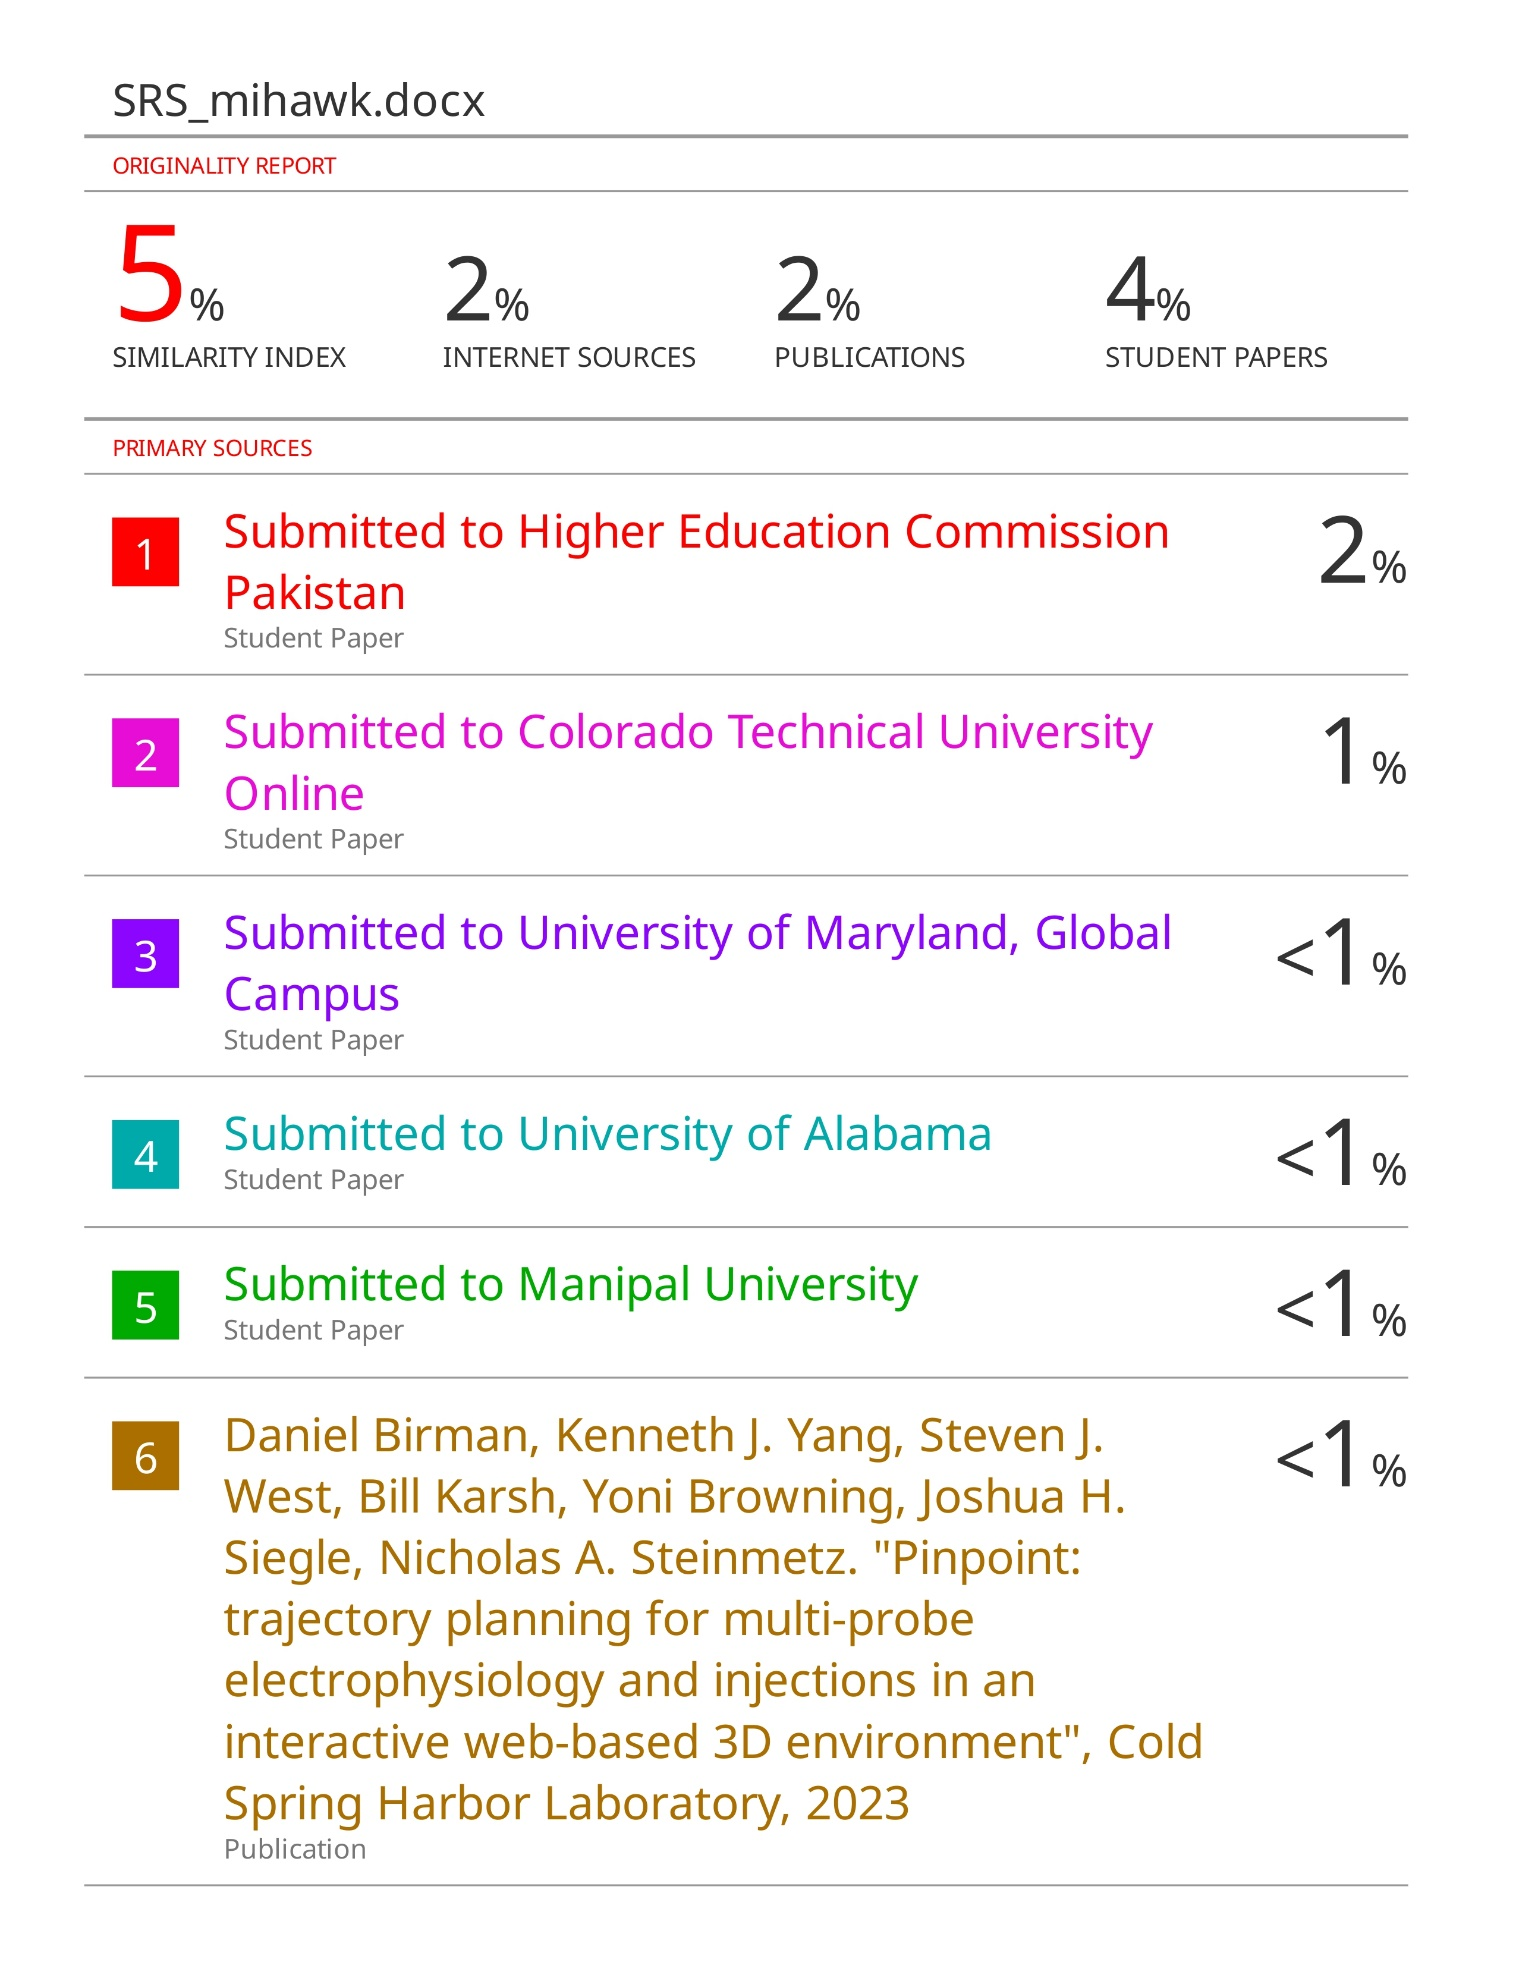 SRS_mihawk.docx
ORIGINALITY REPORT
5% 2% 2% 4%
SIMILARITY INDEX INTERNET SOURCES PUBLICATIONS STUDENT PAPERS
PRIMARY SOURCES
1 Submitted to Higher Education Commission 2%
Pakistan
Student Paper
2 Submitted to Colorado Technical University 1%
Online
Student Paper
3 Submitted to University of Maryland, Global <1%
Campus
Student Paper
4 Submitted to University of Alabama <1%
Student Paper
5 Submitted to Manipal University <1%
Student Paper
6 Daniel Birman, Kenneth J. Yang, Steven J. <1%
West, Bill Karsh, Yoni Browning, Joshua H.
Siegle, Nicholas A. Steinmetz. "Pinpoint:
trajectory planning for multi-probe
electrophysiology and injections in an
interactive web-based 3D environment", Cold
Spring Harbor Laboratory, 2023
Publication